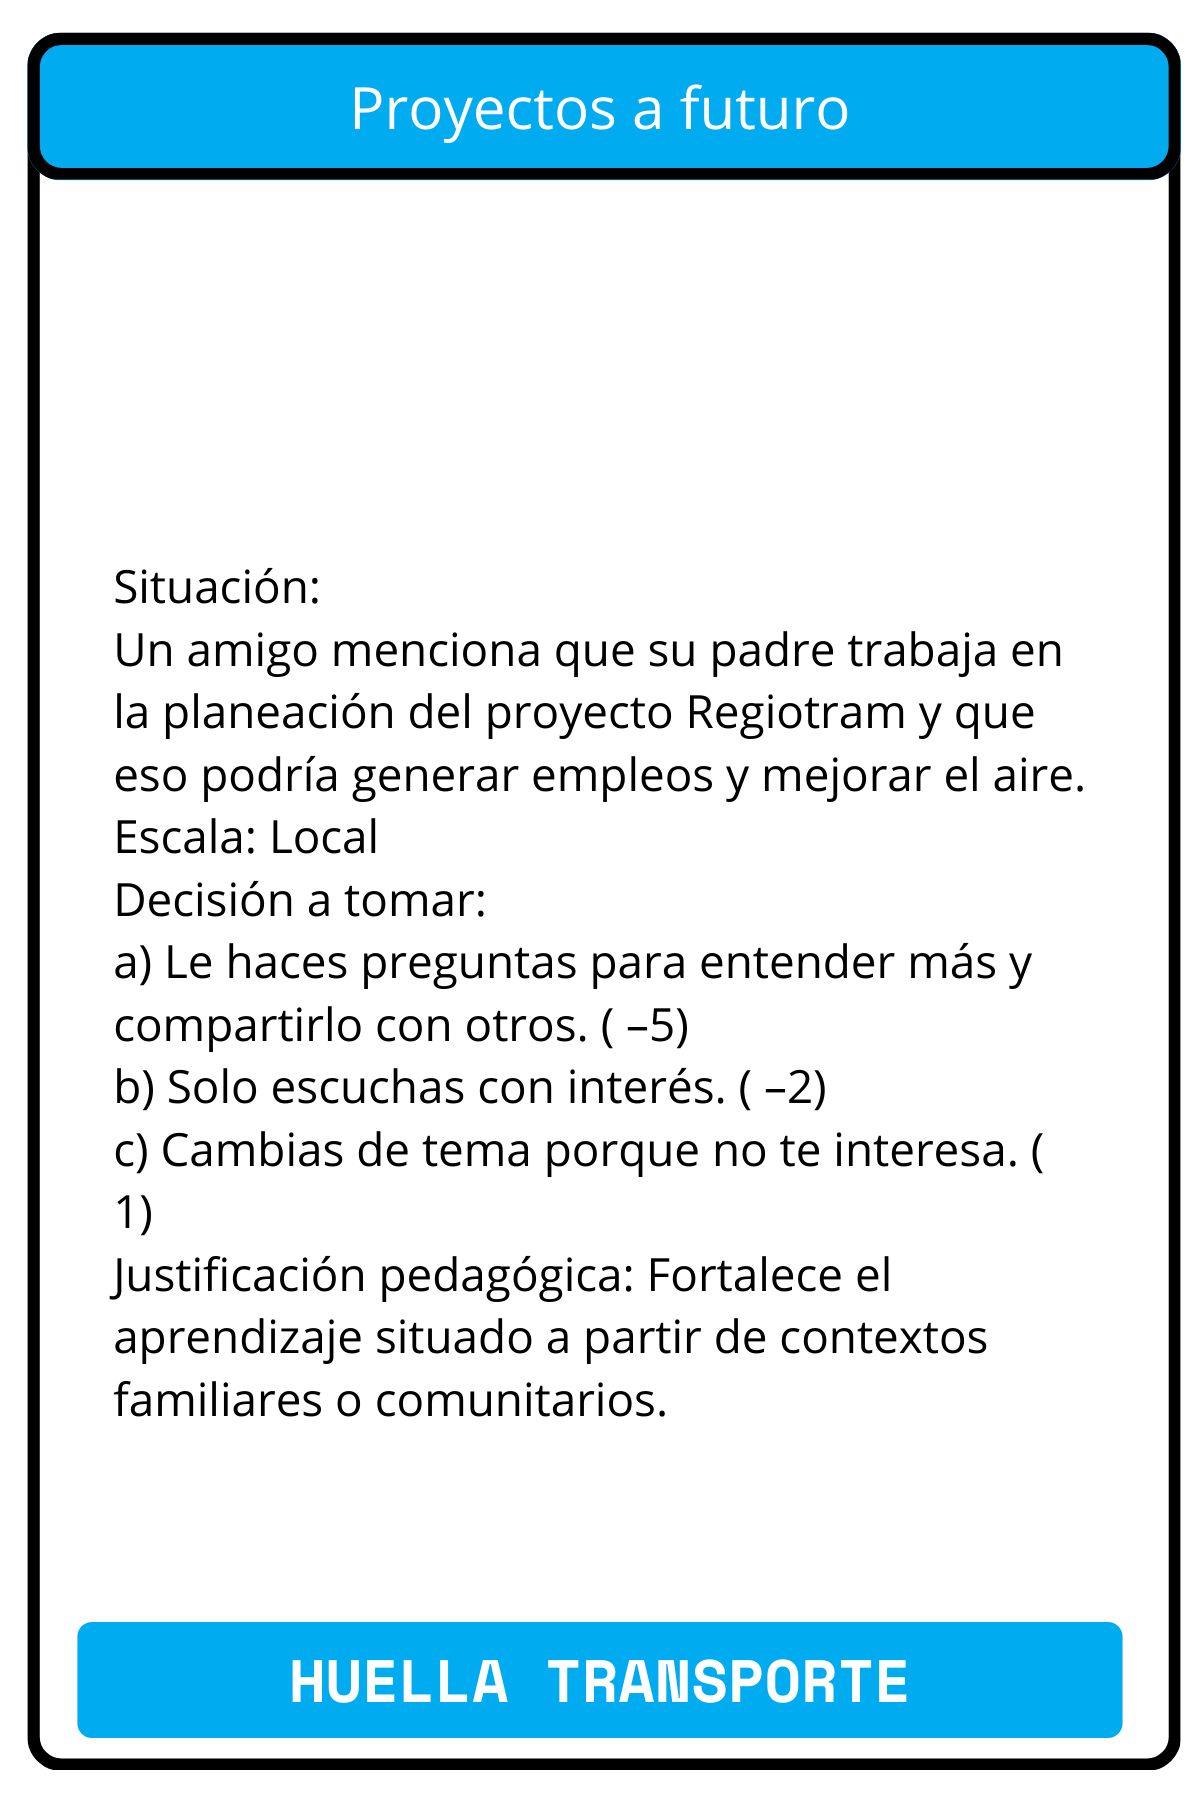 Proyectos a futuro
Situación:
Un amigo menciona que su padre trabaja en
la planeación del proyecto Regiotram y que
eso podría generar empleos y mejorar el aire.
Escala: Local
Decisión a tomar:
a) Le haces preguntas para entender más y
compartirlo con otros. ( –5)
b) Solo escuchas con interés. ( –2)
c) Cambias de tema porque no te interesa. (
1)
Justificación pedagógica: Fortalece el
aprendizaje situado a partir de contextos
familiares o comunitarios.
HUELLA TRANSPORTE